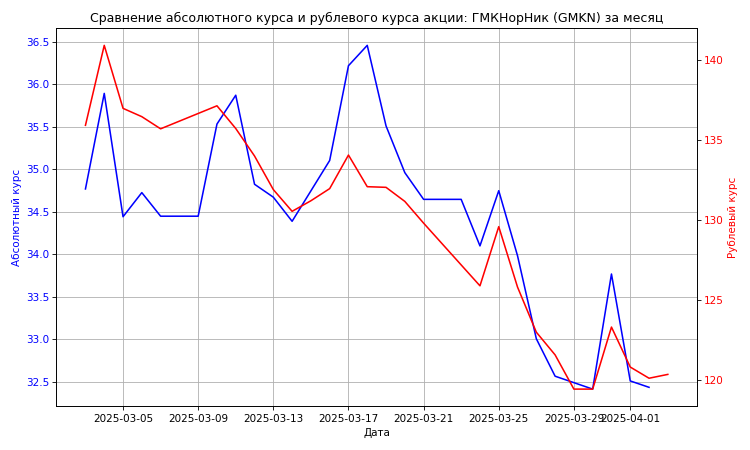 Сравнение абсолютного курса и рублевого курса акции: ГМКНорНик (GMKN) за месяц
36.5
36.0
35.5
35.0
34.5
34.0
33.5
33.0
32.5
Абсолютный курс
140
135
130
125
120
Рублевый курс
2025-03-05 2025-03-09 2025-03-13 2025-03-17 2025-03-21 2025-03-25 2025-03-29 2025-04-01
Дата